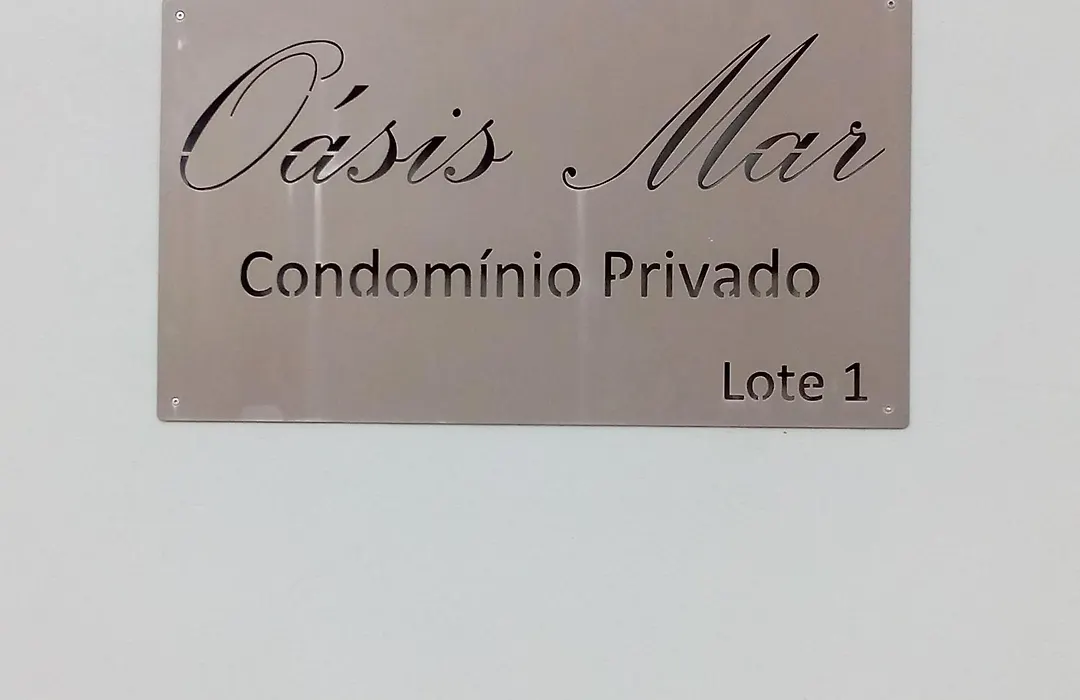 Oásis Mar
Condomínio Privado
Lote 1